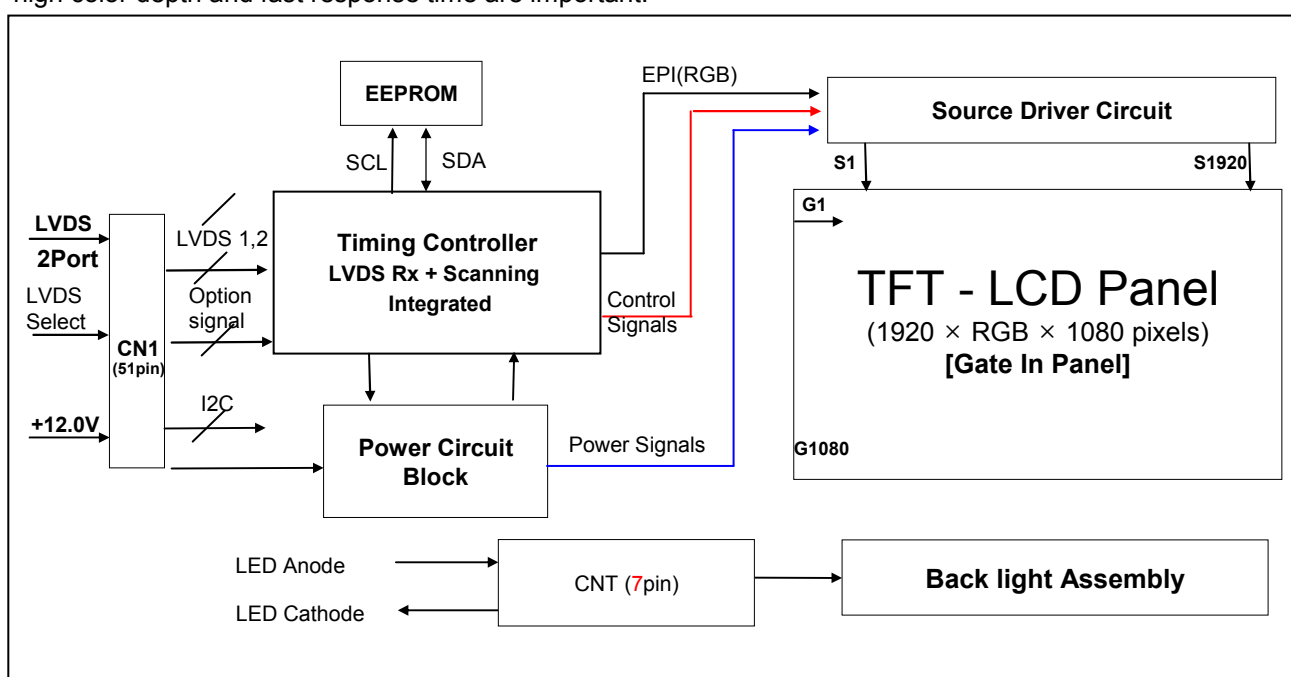 high color depth and fast response time are important.
EPI(RGB)
EEPROM
Source Driver Circuit
SCL
SDA
S1
S1920
LVDS
2Port
LVDS
Select
+12.0V
CN1
(51pin)
LVDS 1,2
Option
signal
I2C
Timing Controller
LVDS Rx + Scanning
Integrated
Control
Signals
G1
TFT - LCD Panel
(1920 × RGB × 1080 pixels)
[Gate In Panel]
G1080
Power Circuit
Block
Power Signals
LED Anode
LED Cathode
CNT (7pin)
Back light Assembly